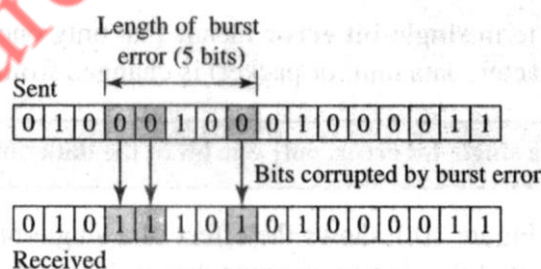 Length of burst
error (5 bits)
Sent
0 1 0 0 0 1 0 0 0 1 0 0 0 0 1 1
Bits corrupted by burst error
0 1 0 1 1 1 0 1 0 1 0 0 0 0 1 1
Received